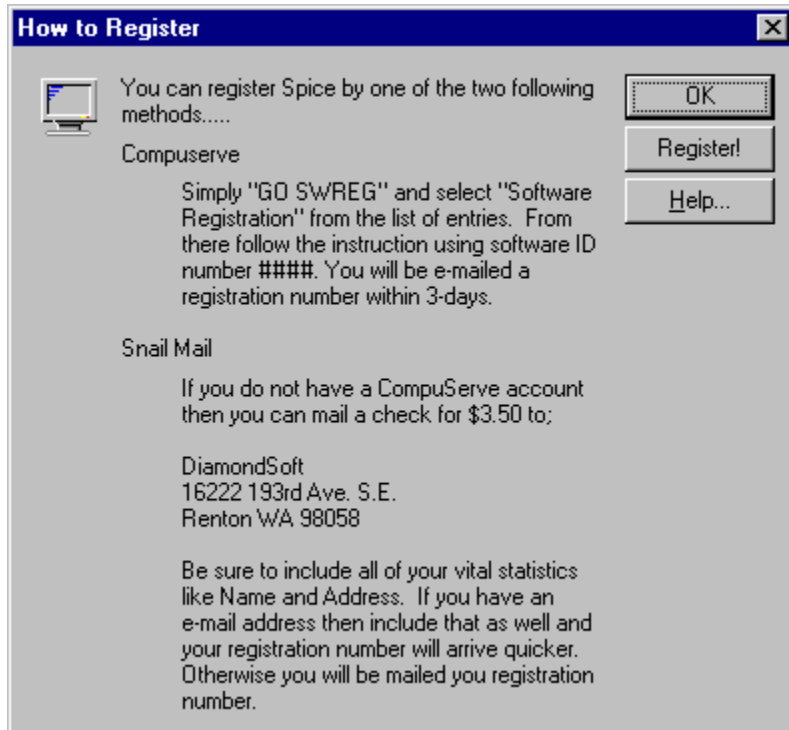 How to Register
You can register Spice by one of the two following
methods.....
OK
Register!
Help...
Compuserve
Simply "GO SWREG" and select "Software
Registration" from the list of entries.  From
there follow the instruction using software ID
number ####. You will be e-mailed a
registration number within 3-days.
Snail Mail
If you do not have a CompuServe account
then you can mail a check for $3.50 to;
DiamondSoft
16222 193rd Ave. S.E.
Renton WA 98058
Be sure to include all of your vital statistics
like Name and Address.  If you have an
e-mail address then include that as well and
your registration number will arrive quicker.
Otherwise you will be mailed you registration
number.